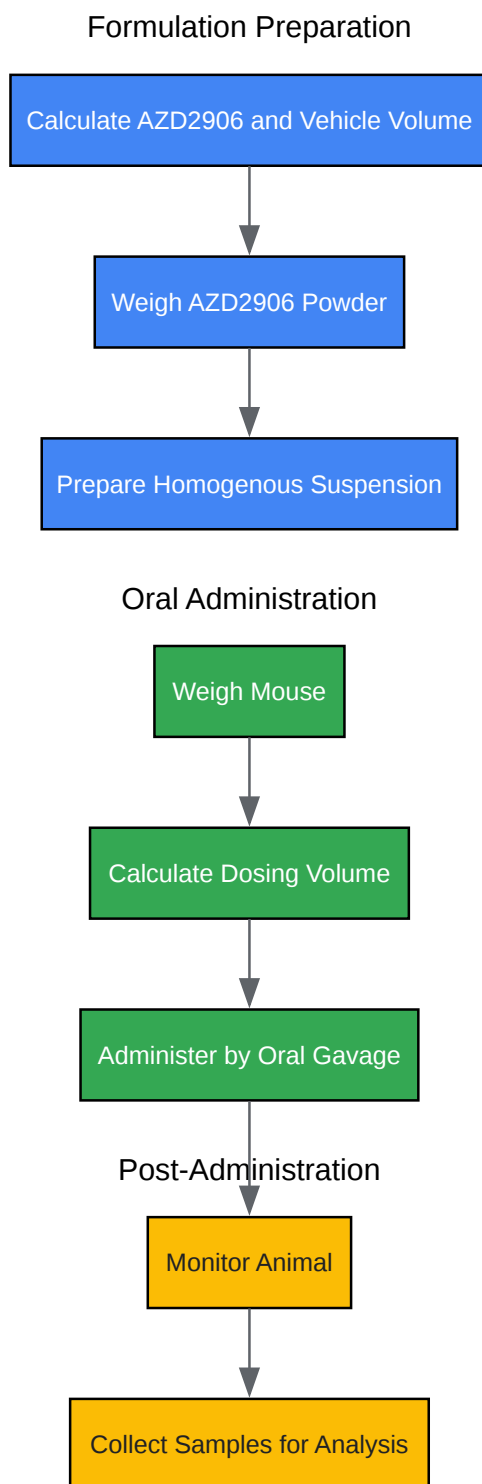 Formulation Preparation
Calculate AZD2906 and Vehicle Volume
Weigh AZD2906 Powder
Prepare Homogenous Suspension
Oral Administration
Weigh Mouse
Calculate Dosing Volume
Administer by Oral Gavage
Post-Administration
Monitor Animal
Collect Samples for Analysis